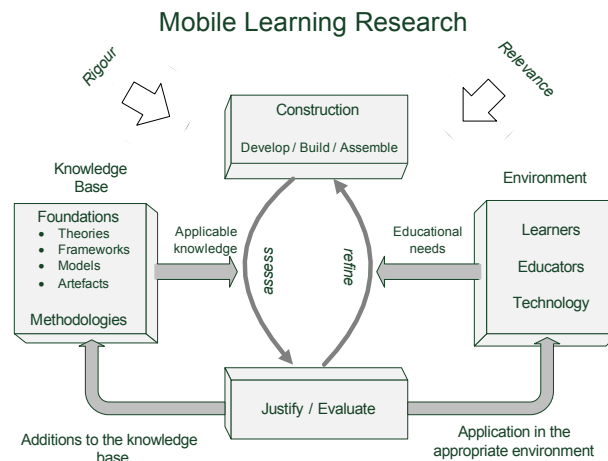 Mobile Learning Research
Rigour
Relevance
Construction
Develop / Build / Assemble
Knowledge
Base
Foundations
• Theories
• Frameworks
• Models
• Artefacts
Methodologies
Applicable
knowledge
assess
refine
Educational
needs
Environment
Learners
Educators
Technology
Justify / Evaluate
Additions to the knowledge
base
Application in the
appropriate environment